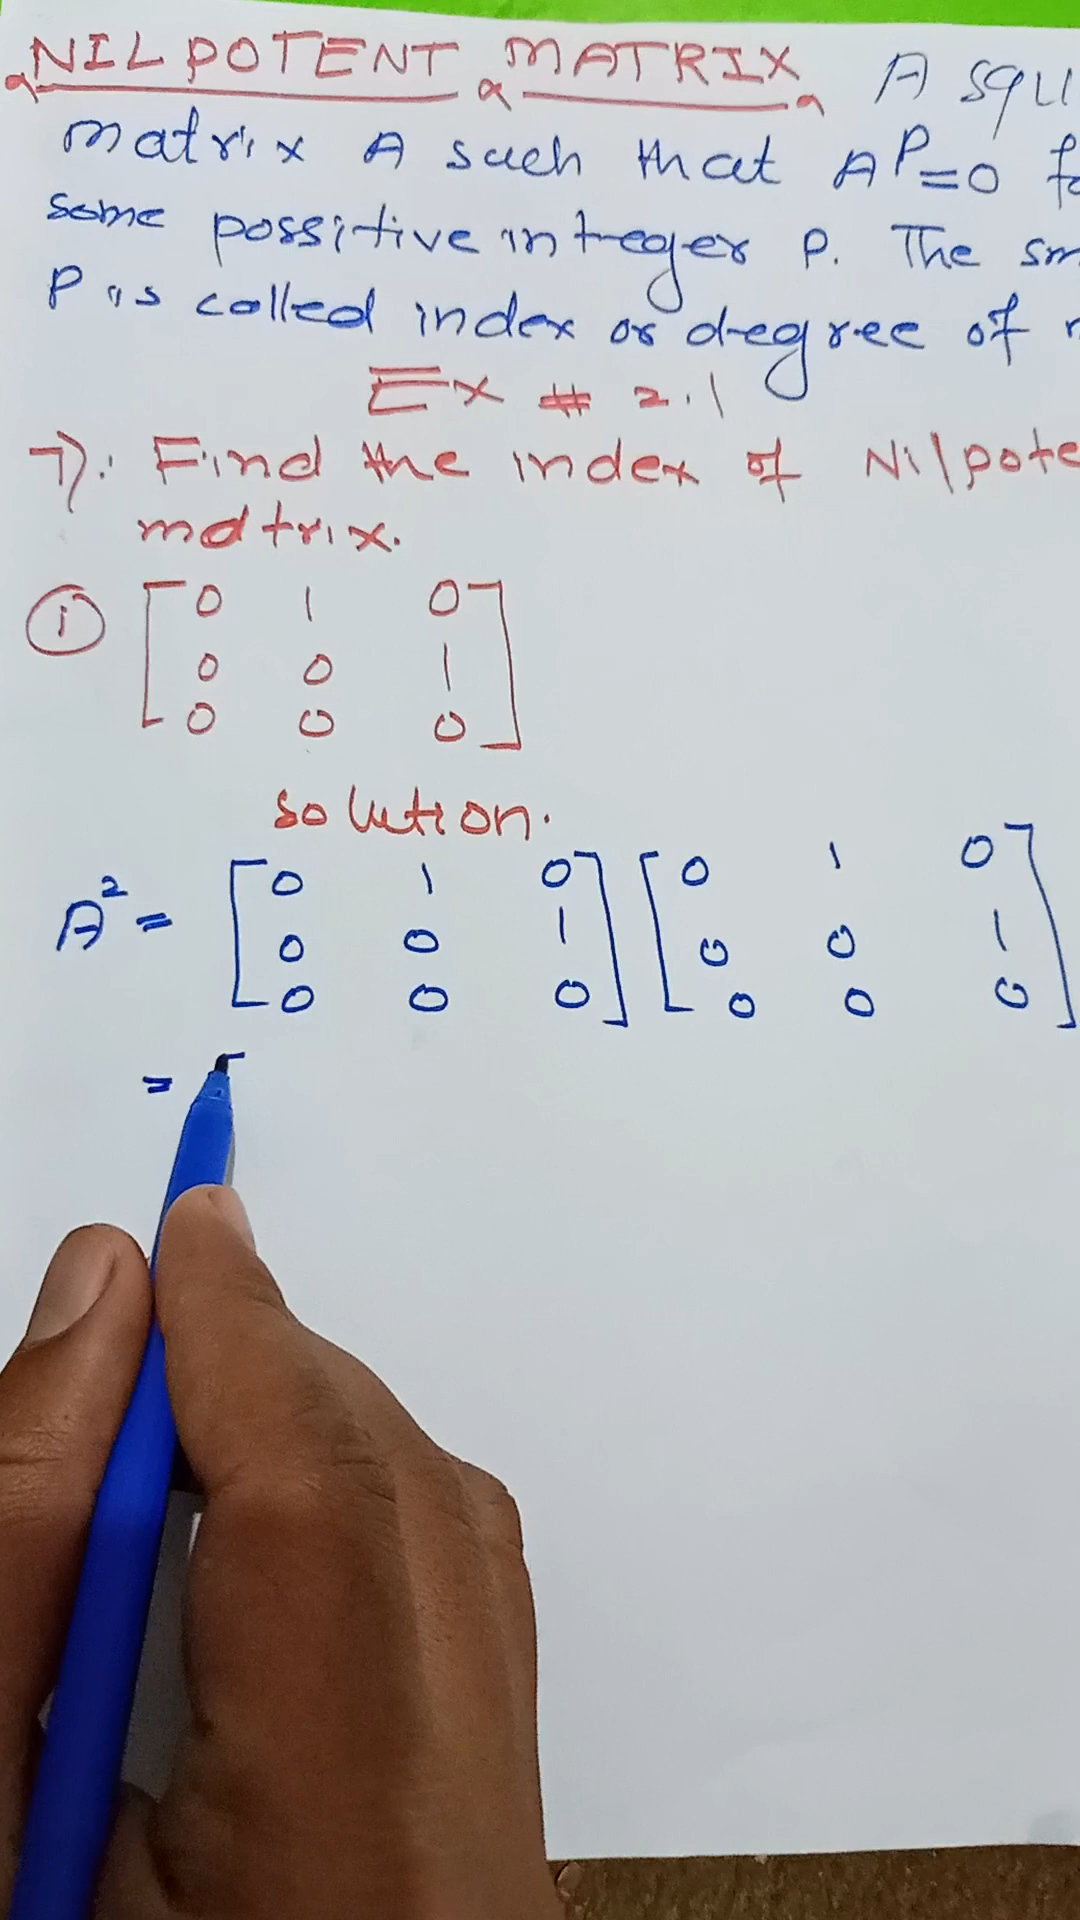 NILPOTENT MATRIX A squ
matrix A such that A^P=0 fo
some possitive integer P. The sm
P is called index or degree of
Ex # 2.1
7). Find the index of Nilpote
matrix.
(i) [0 1 0
0 0 1
0 0 0]
solution.
A²= [0 1 0] [0 1 0]
[0 0 1] [0 0 1]
[0 0 0] [0 0 0]
= [